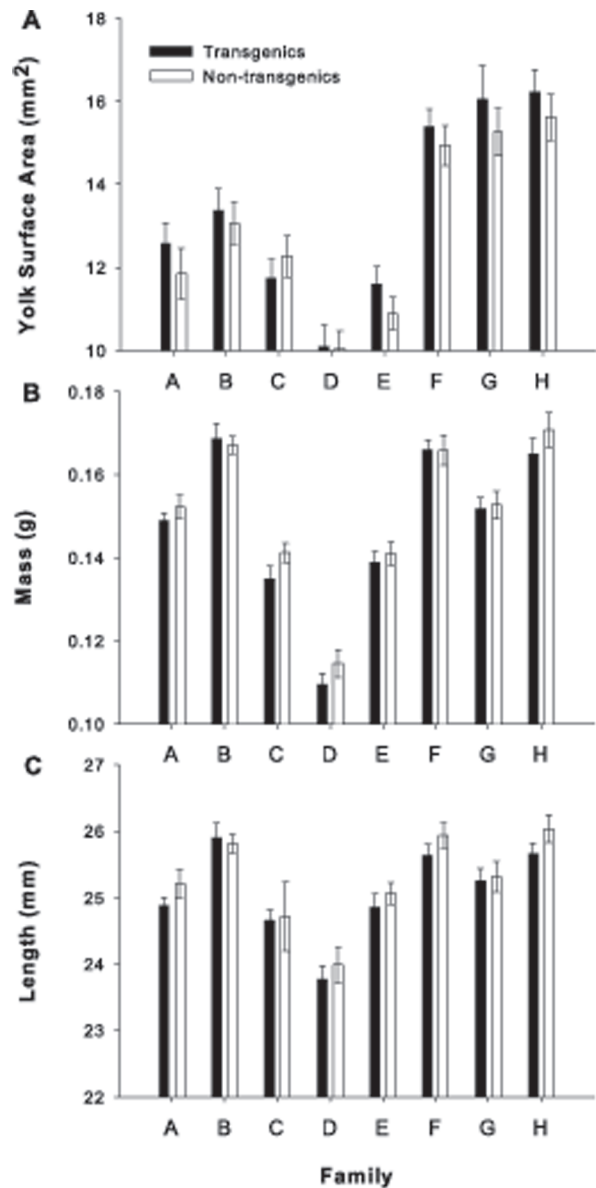 A
Yolk Surface Area (mm²)
18
16
14
12
10
Transgenics
Non-transgenics
A B C D E F G H
B
Mass (g)
0.18
0.16
0.14
0.12
0.10
A B C D E F G H
C
Length (mm)
27
26
25
24
23
22
A B C D E F G H
Family